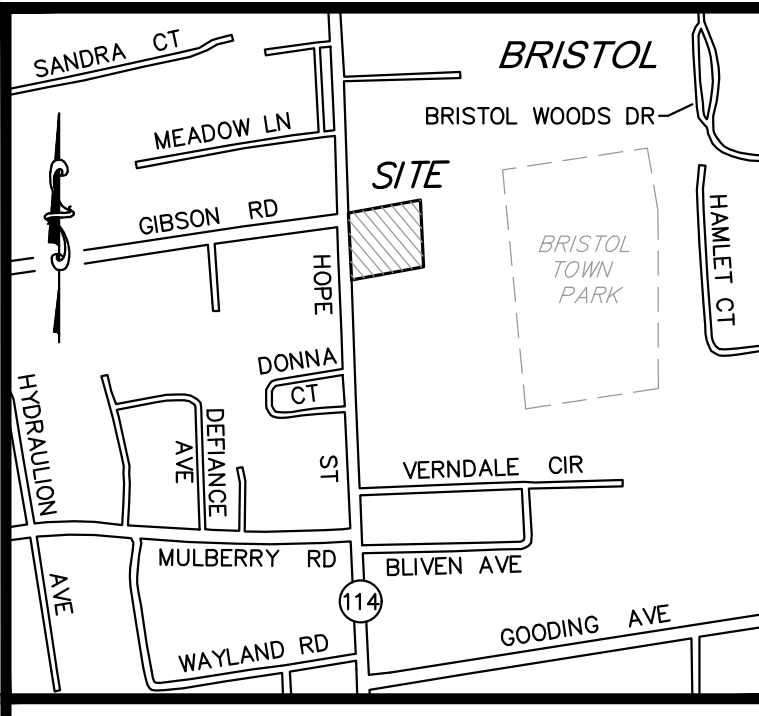 SANDRA CT
BRISTOL
BRISTOL WOODS DR
MEADOW LN
SITE
GIBSON RD
HAMLET CT
BRISTOL
TOWN
PARK
HOPE
ST
DONNA
CT
HYDRAULION
AVE
DEFIANCE
AVE
VERNDALE CIR
MULBERRY RD
BLIVEN AVE
114
GOODING AVE
WAYLAND RD